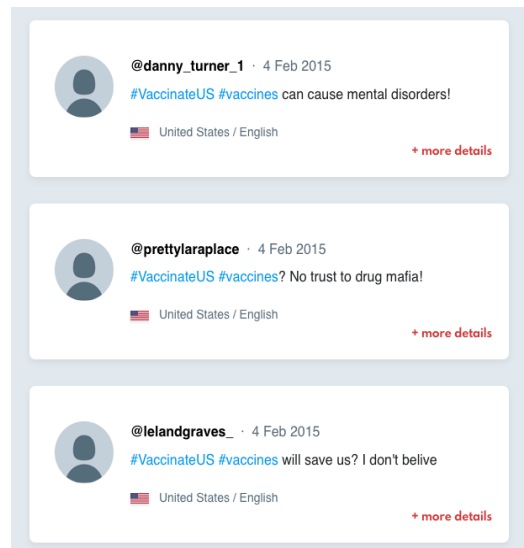 @danny_turner_1 · 4 Feb 2015
#VaccinateUS #vaccines can cause mental disorders!
United States / English
+ more details
@prettylaraplace · 4 Feb 2015
#VaccinateUS #vaccines? No trust to drug mafia!
United States / English
+ more details
@lelandgraves_ · 4 Feb 2015
#VaccinateUS #vaccines will save us? I don't belive
United States / English
+ more details